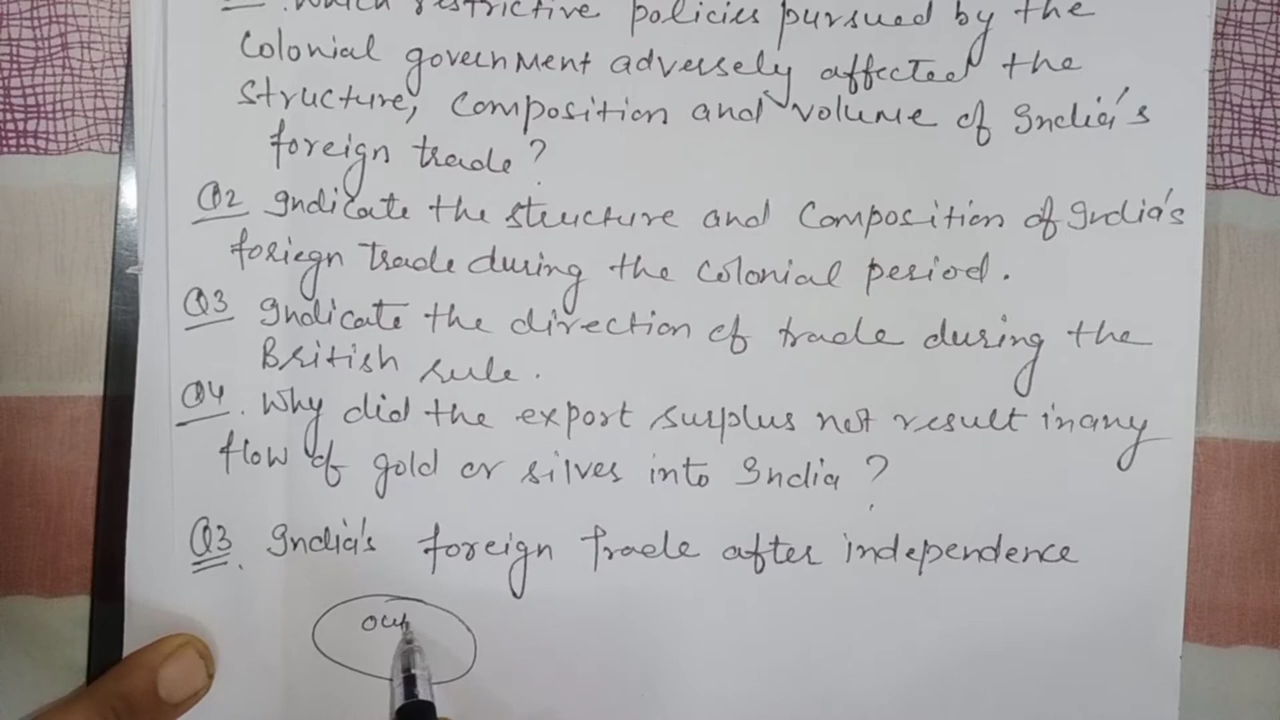 which restrictive policies pursued by the
Colonial government adversely affected the
structure, composition and volume of India's
foreign trade?
Q2 Indicate the structure and Composition of India's
foriegn trade during the colonial period.
Q3 Indicate the direction of trade during the
British rule.
Q4. Why did the export surplus not result in any
flow of gold or silver into India?
Q3. India's foreign Trade after independence